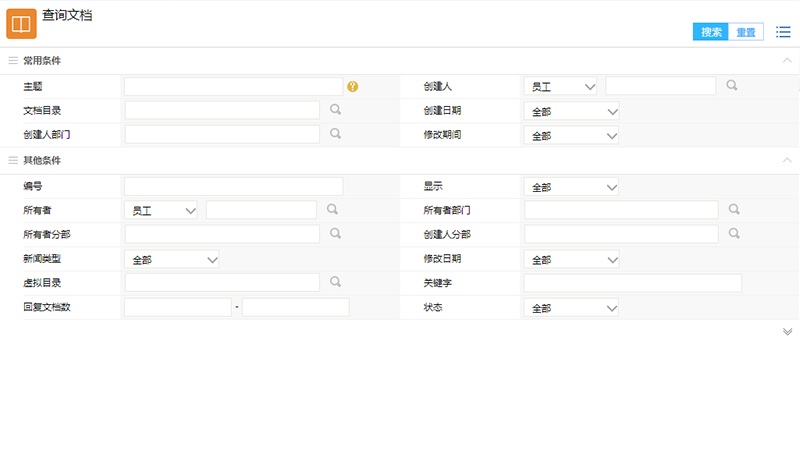 查询文档
搜索 重置
常用条件
主题 ? 创建人 员工
文档目录 创建日期 全部
创建人部门 修改期间 全部
其他条件
编号 显示 全部
所有者 员工 所有者部门
所有者分部 创建人分部
新闻类型 全部 修改日期 全部
虚拟目录 关键字
回复文档数 - 状态 全部